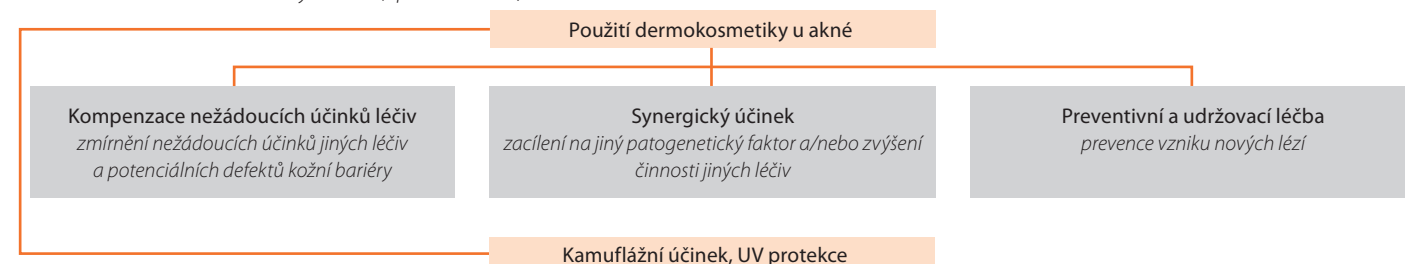 Použití dermokosmetiky u akné
Kompenzace nežádoucích účinků léčiv
zmírnění nežádoucích účinků jiných léčiv
a potenciálních defektů kožní bariéry
Synergický účinek
zacílení na jiný patogenetický faktor a/nebo zvýšení
činnosti jiných léčiv
Preventivní a udržovací léčba
prevence vzniku nových lézí
Kamuflážní účinek, UV protekce